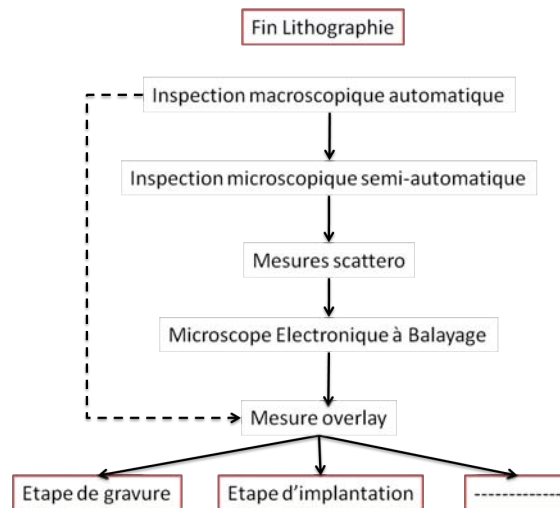 Fin Lithographie
Inspection macroscopique automatique
Inspection microscopique semi-automatique
Mesures scattero
Microscope Electronique à Balayage
Mesure overlay
Etape de gravure
Etape d'implantation
--------------